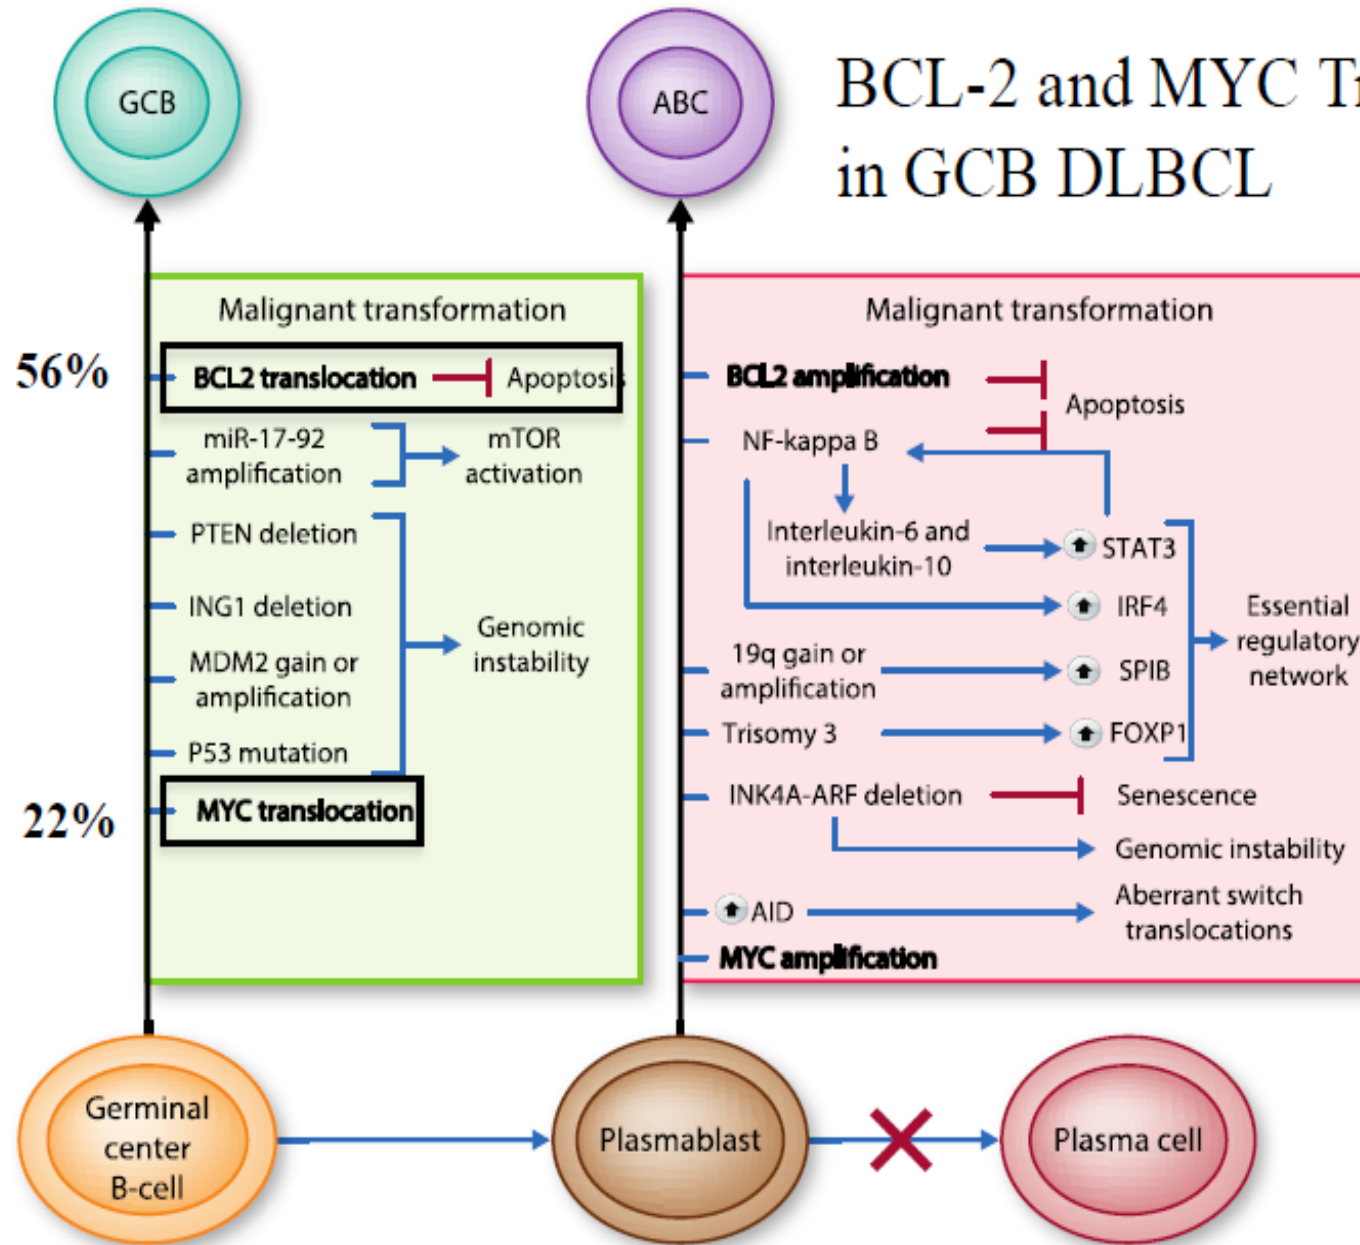 GCB
ABC
BCL-2 and MYC
in GCB DLBCL
Malignant transformation
56%
BCL2 translocation
Apoptosis
miR-17-92
amplification
mTOR
activation
PTEN deletion
ING1 deletion
MDM2 gain or
amplification
Genomic
instability
P53 mutation
22%
MYC translocation
Malignant transformation
BCL2 amplification
Apoptosis
NF-kappa B
Interleukin-6 and
interleukin-10
STAT3
IRF4
19q gain or
amplification
SPIB
Essential
regulatory
network
Trisomy 3
FOXP1
INK4A-ARF deletion
Senescence
Genomic instability
AID
Aberrant switch
translocations
MYC amplification
Germinal
center
B-cell
Plasmablast
Plasma cell